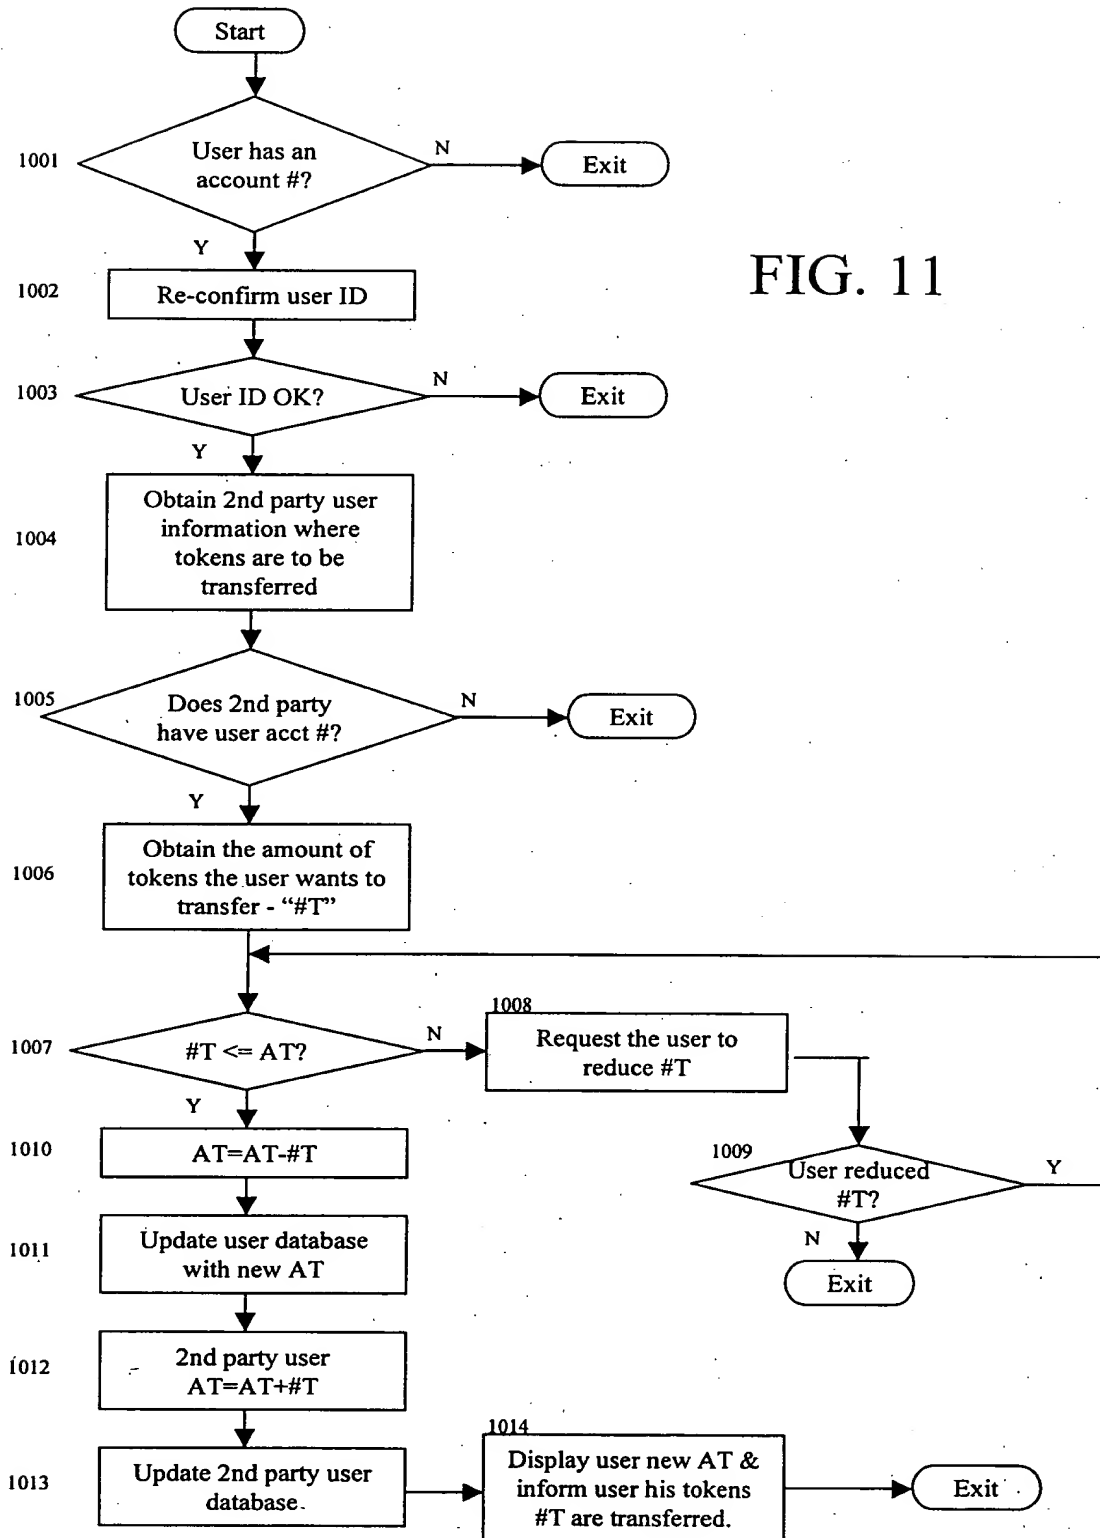 Start
1001
User has an
account #?
N
Exit
Y
FIG. 11
1002
Re-confirm user ID
1003
User ID OK?
N
Exit
Y
1004
Obtain 2nd party user
information where
tokens are to be
transferred
1005
Does 2nd party
have user acct #?
N
Exit
Y
1006
Obtain the amount of
tokens the user wants to
transfer - “#T”
1007
#T <= AT?
N
1008
Request the user to
reduce #T
Y
1009
User reduced
#T?
Y
N
Exit
1010
AT=AT-#T
1011
Update user database
with new AT
1012
2nd party user
AT=AT+#T
1013
Update 2nd party user
database.
1014
Display user new AT &
inform user his tokens
#T are transferred.
Exit